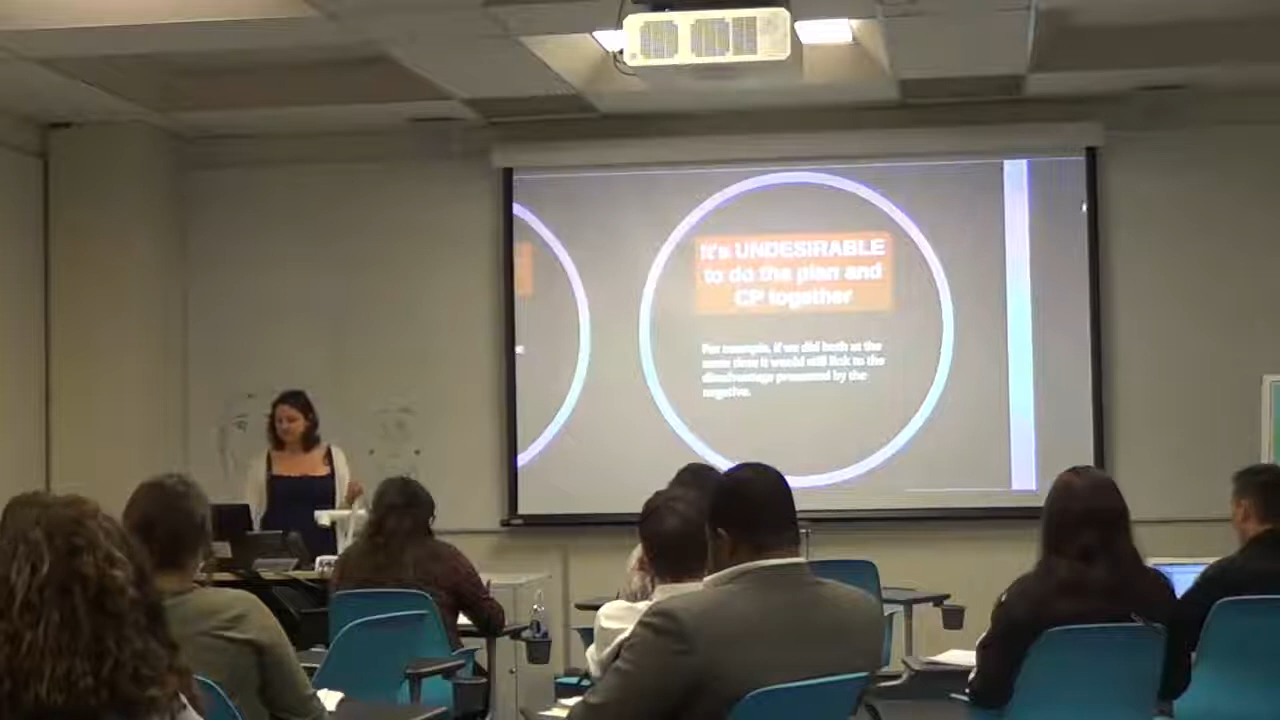 It's UNDESIRABLE
to do the plan and
CP together
For example, if we did both at the
same time it would still link to the
disadvantage presented by the
negative.